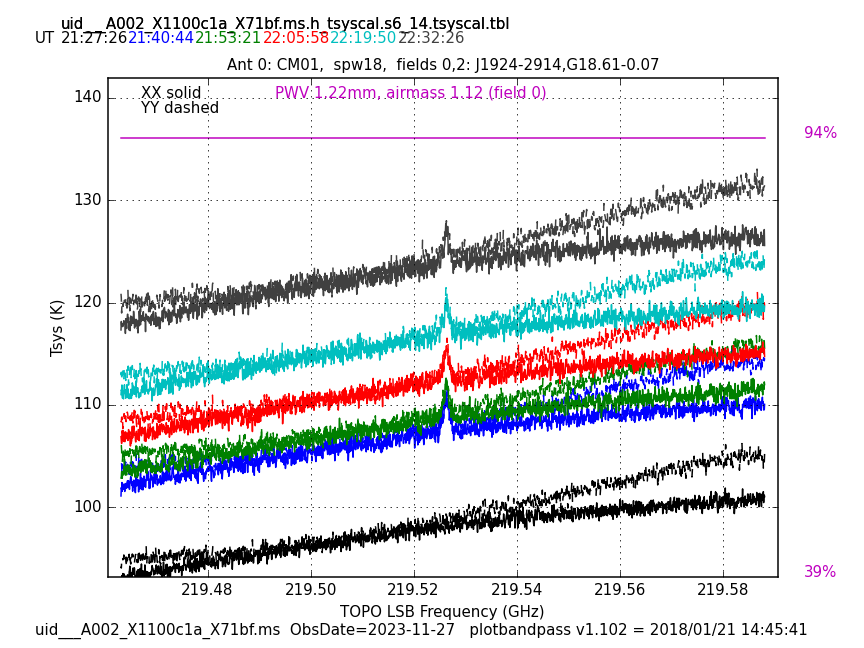 uid___A002_X1100c1a_X71bf.ms.h_tsyscal.s6_14.tsyscal.tbl
UT 21:27:26 21:40:44 21:53:21 22:05:58 22:19:50 22:32:26
Ant 0: CM01,  spw18,  fields 0,2: J1924-2914,G18.61-0.07
XX solid PWV 1.22mm, airmass 1.12 (field 0)
YY dashed
140
130
120
110
100
Tsys (K)
94%
39%
219.48 219.50 219.52 219.54 219.56 219.58
TOPO LSB Frequency (GHz)
uid___A002_X1100c1a_X71bf.ms  ObsDate=2023-11-27   plotbandpass v1.102 = 2018/01/21 14:45:41